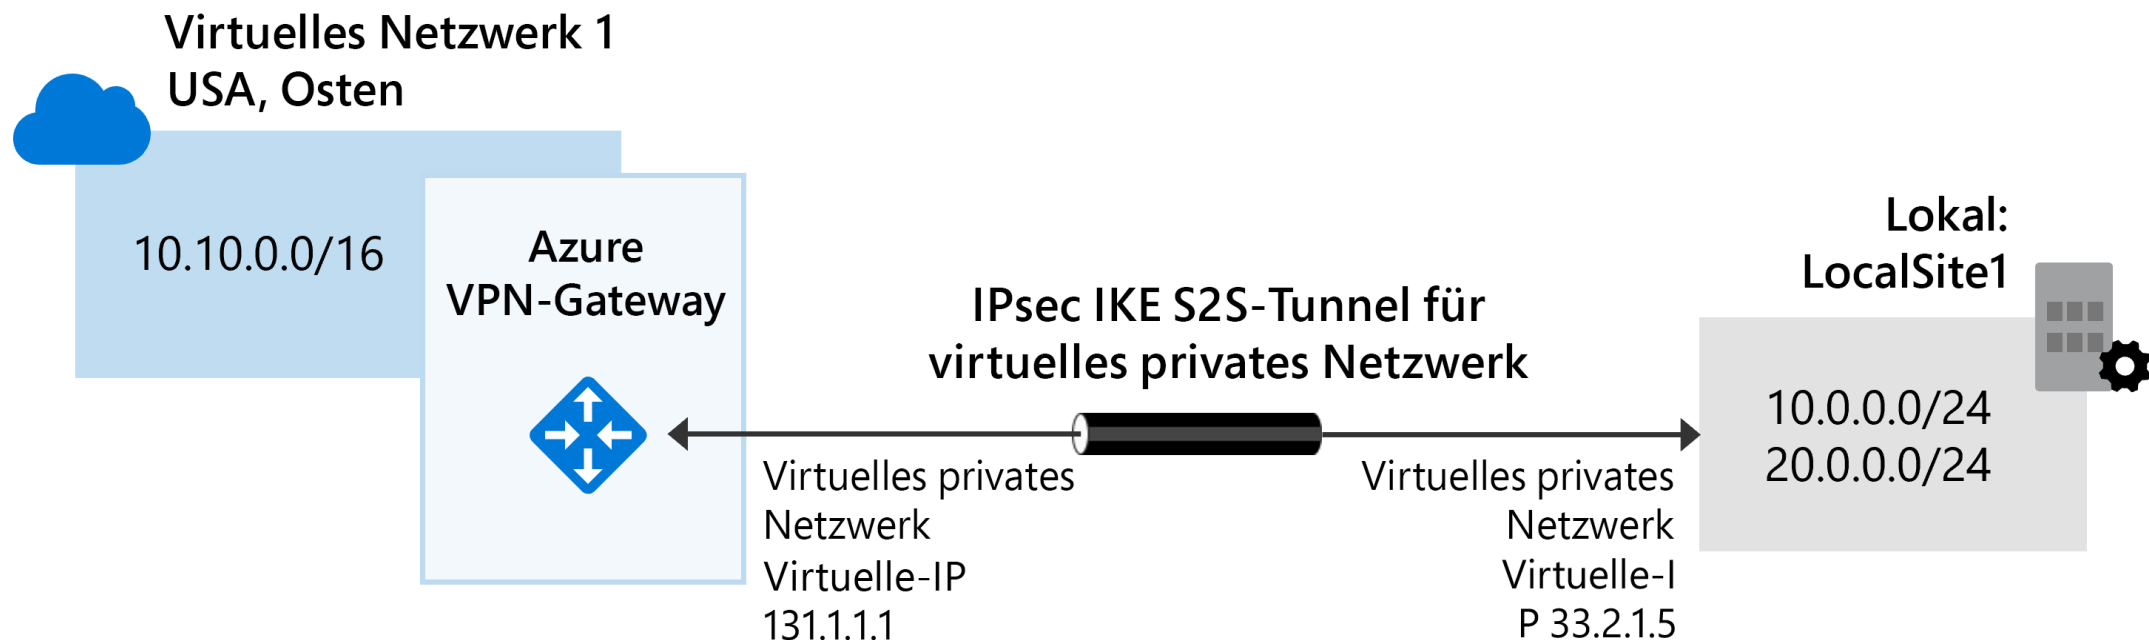 Virtuelles Netzwerk 1
USA, Osten
10.10.0.0/16
Azure
VPN-Gateway
IPsec IKE S2S-Tunnel für
virtuelles privates Netzwerk
Virtuelles privates
Netzwerk
Virtuelle-IP
131.1.1.1
Virtuelles privates
Netzwerk
Virtuelle-I
P 33.2.1.5
Lokal:
LocalSite1
10.0.0.0/24
20.0.0.0/24